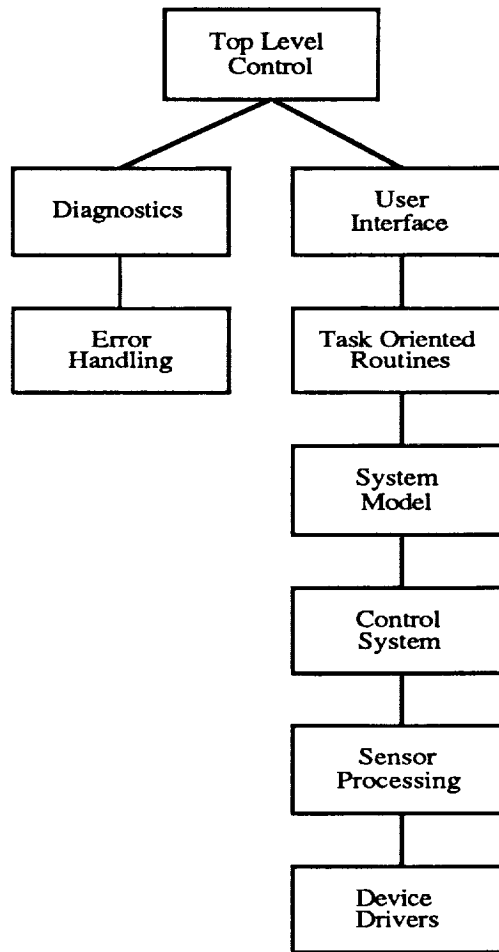 Top Level
Control
Diagnostics
User
Interface
Error
Handling
Task Oriented
Routines
System
Model
Control
System
Sensor
Processing
Device
Drivers